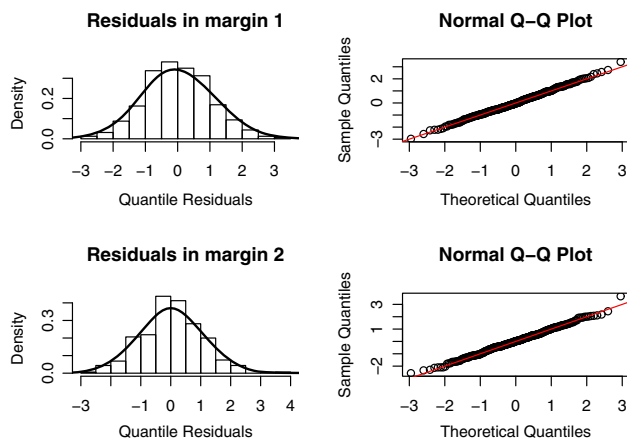 Residuals in margin 1
Density
0.0
0.2
−3 −2 −1 0 1 2 3
Quantile Residuals
Normal Q−Q Plot
Sample Quantiles
−3
0
2
−3 −2 −1 0 1 2 3
Theoretical Quantiles
Residuals in margin 2
Density
0.0
0.3
−3 −2 −1 0 1 2 3 4
Quantile Residuals
Normal Q−Q Plot
Sample Quantiles
−2
1
3
−3 −2 −1 0 1 2 3
Theoretical Quantiles